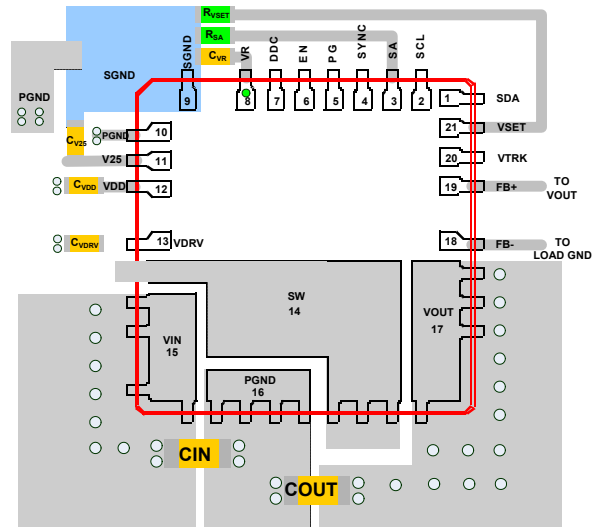 RVSET
RSA
CVR
SGND
PGND
SGND
VR
DDC
EN
PG
SYNC
SA
SCL
9
8
7
6
5
4
3
2
1
SDA
21
VSET
20
VTRK
19
FB+
TO
VOUT
18
FB-
TO
LOAD GND
PGND
10
CV25
V25
11
CVDD
VDD
12
CVDRV
13
VDRV
SW
14
VOUT
17
VIN
15
PGND
16
CIN
COUT